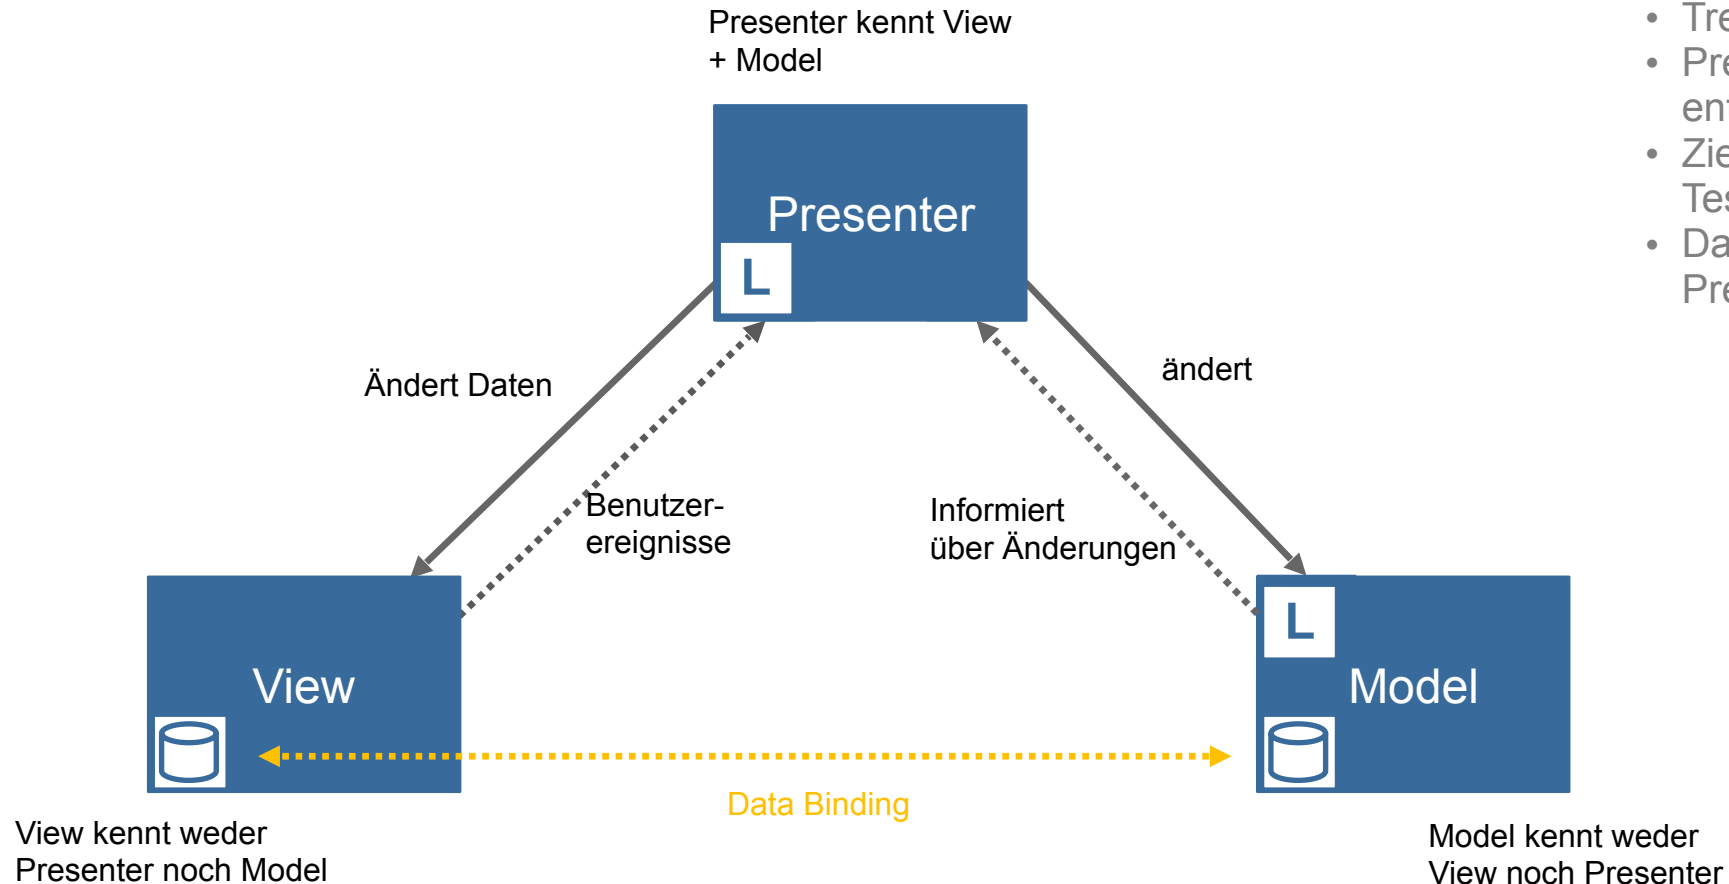 Presenter kennt View
+ Model
Presenter
L
Ändert Daten
ändert
Benutzer-
ereignisse
Informiert
über Änderungen
View
L
Model
Data Binding
View kennt weder
Presenter noch Model
Model kennt weder
View noch Presenter